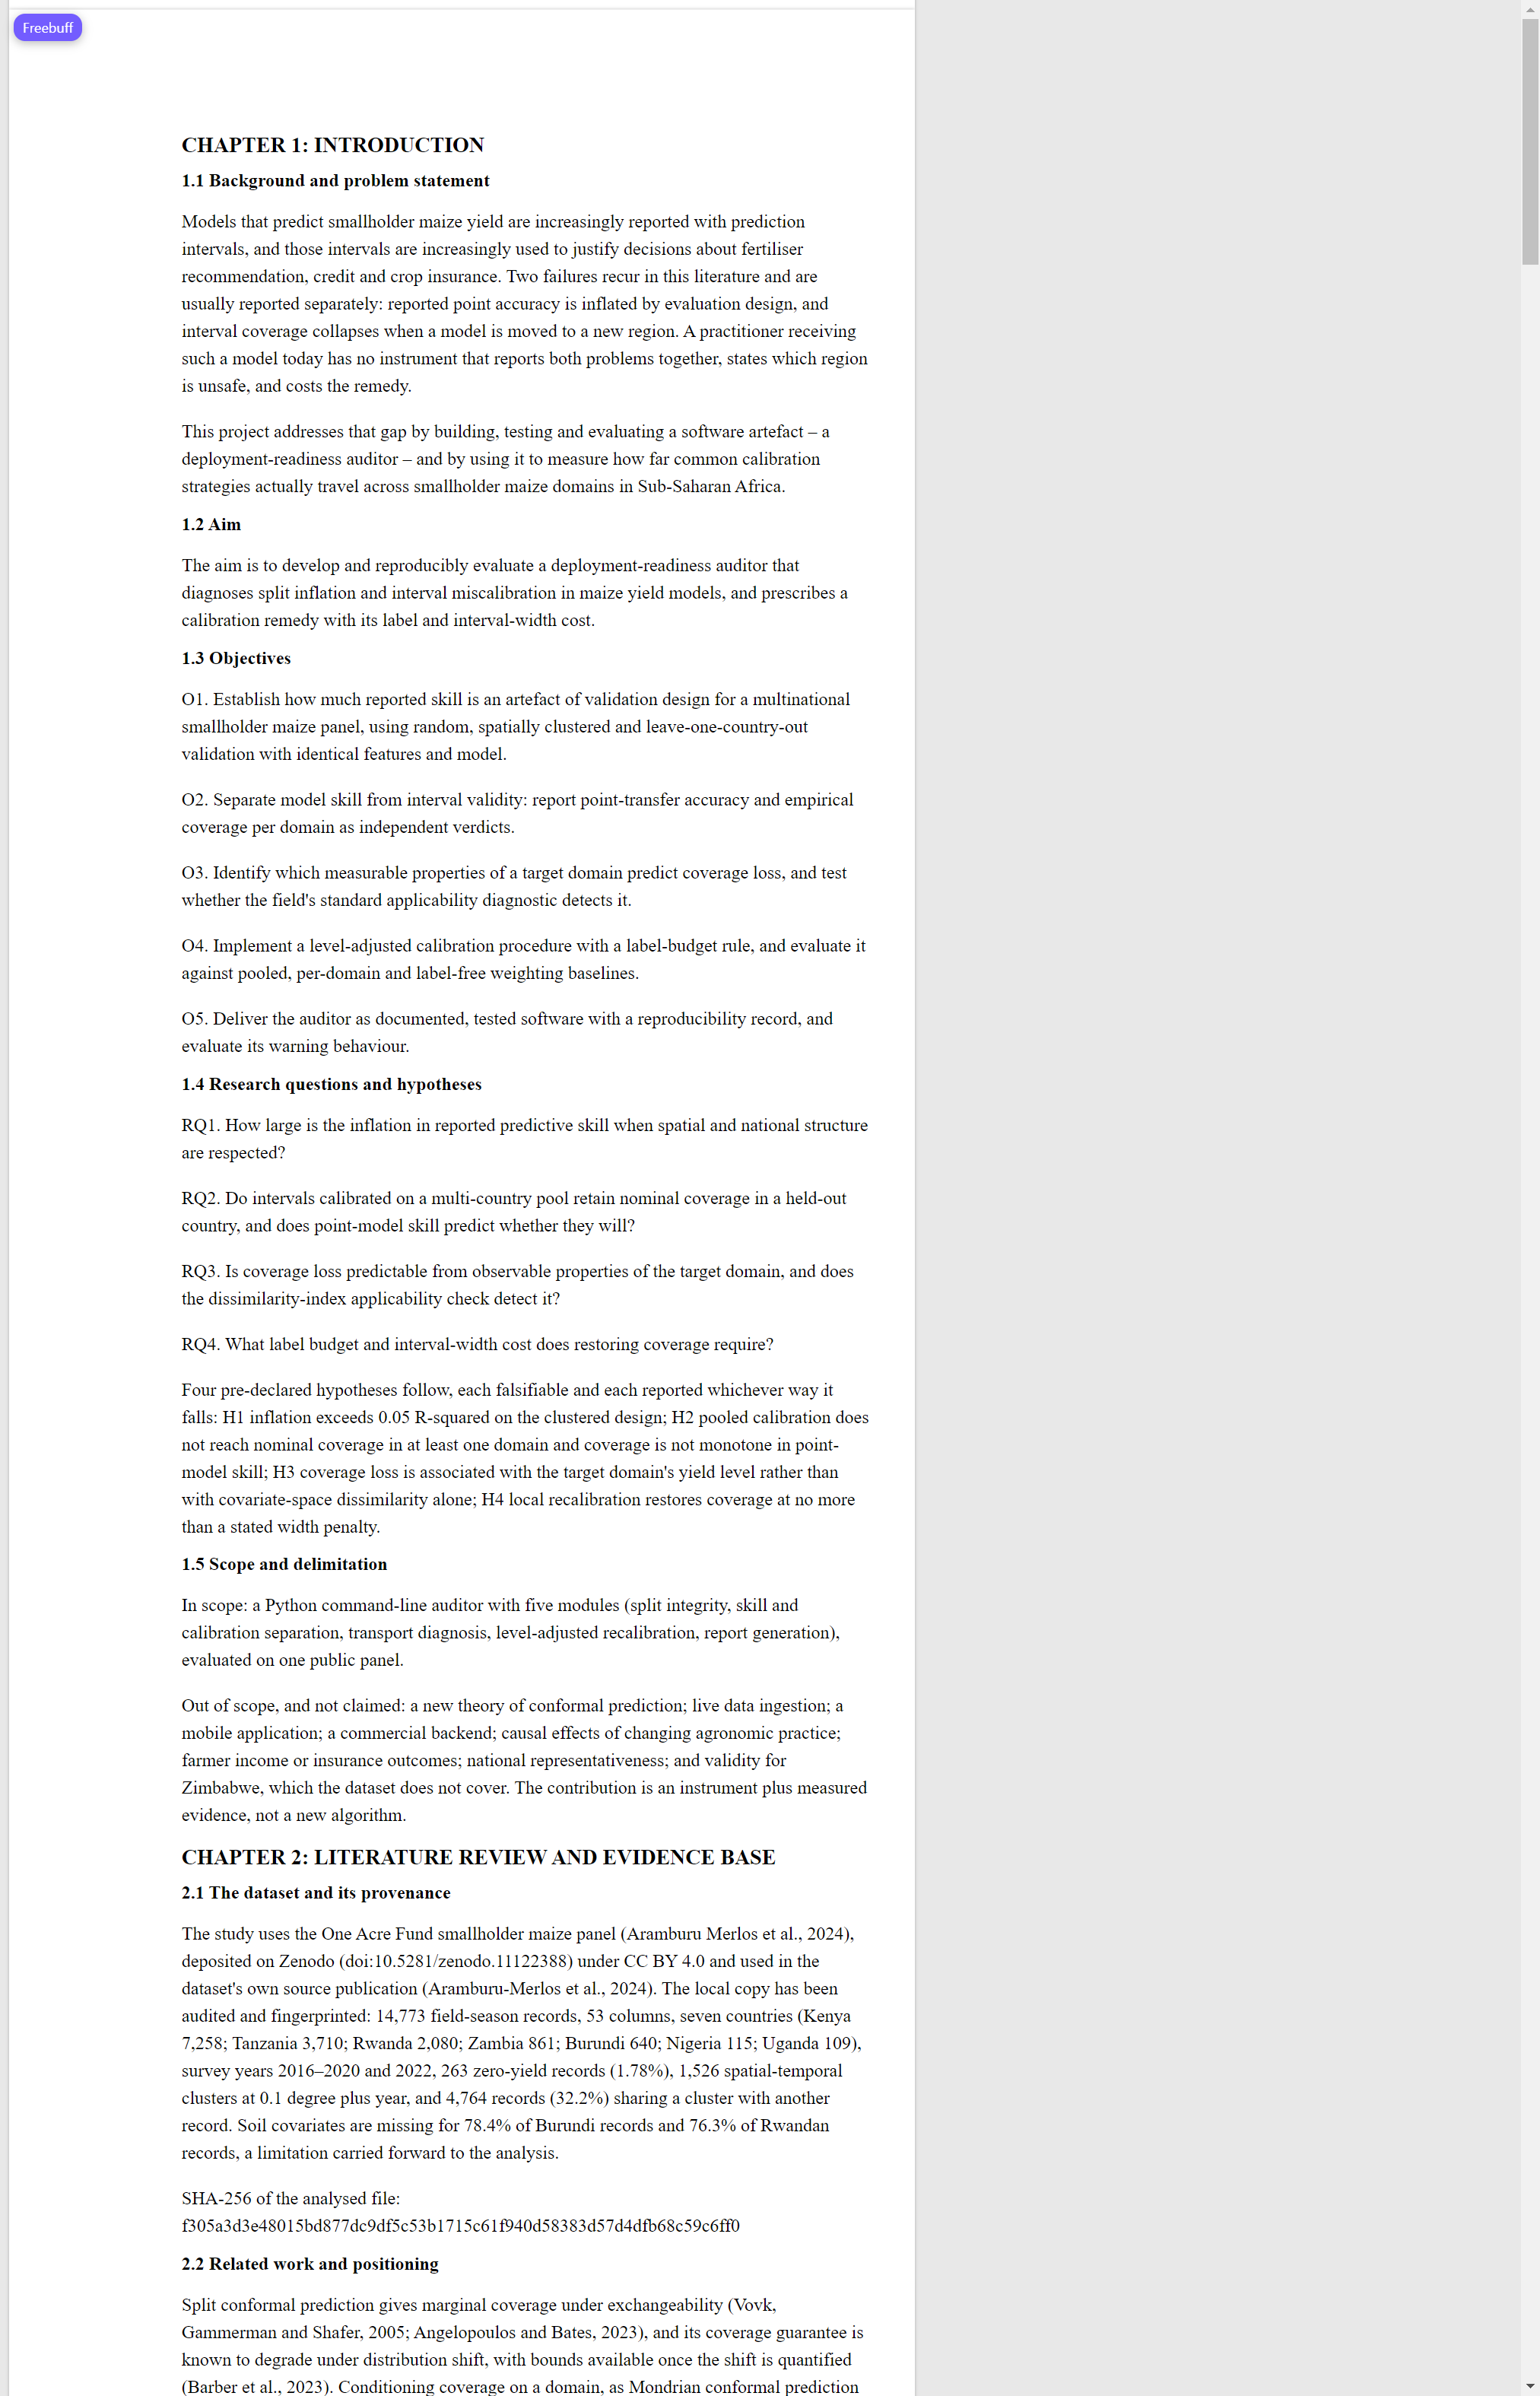 Freebuff
CHAPTER 1: INTRODUCTION
1.1 Background and problem statement
Models that predict smallholder maize yield are increasingly reported with prediction
intervals, and those intervals are increasingly used to justify decisions about fertiliser
recommendation, credit and crop insurance. Two failures recur in this literature and are
usually reported separately: reported point accuracy is inflated by evaluation design, and
interval coverage collapses when a model is moved to a new region. A practitioner receiving
such a model today has no instrument that reports both problems together, states which region
is unsafe, and costs the remedy.
This project addresses that gap by building, testing and evaluating a software artefact – a
deployment-readiness auditor – and by using it to measure how far common calibration
strategies actually travel across smallholder maize domains in Sub-Saharan Africa.
1.2 Aim
The aim is to develop and reproducibly evaluate a deployment-readiness auditor that
diagnoses split inflation and interval miscalibration in maize yield models, and prescribes a
calibration remedy with its label and interval-width cost.
1.3 Objectives
O1. Establish how much reported skill is an artefact of validation design for a multinational
smallholder maize panel, using random, spatially clustered and leave-one-country-out
validation with identical features and model.
O2. Separate model skill from interval validity: report point-transfer accuracy and empirical
coverage per domain as independent verdicts.
O3. Identify which measurable properties of a target domain predict coverage loss, and test
whether the field's standard applicability diagnostic detects it.
O4. Implement a level-adjusted calibration procedure with a label-budget rule, and evaluate it
against pooled, per-domain and label-free weighting baselines.
O5. Deliver the auditor as documented, tested software with a reproducibility record, and
evaluate its warning behaviour.
1.4 Research questions and hypotheses
RQ1. How large is the inflation in reported predictive skill when spatial and national structure
are respected?
RQ2. Do intervals calibrated on a multi-country pool retain nominal coverage in a held-out
country, and does point-model skill predict whether they will?
RQ3. Is coverage loss predictable from observable properties of the target domain, and does
the dissimilarity-index applicability check detect it?
RQ4. What label budget and interval-width cost does restoring coverage require?
Four pre-declared hypotheses follow, each falsifiable and each reported whichever way it
falls: H1 inflation exceeds 0.05 R-squared on the clustered design; H2 pooled calibration does
not reach nominal coverage in at least one domain and coverage is not monotone in point-
model skill; H3 coverage loss is associated with the target domain's yield level rather than
with covariate-space dissimilarity alone; H4 local recalibration restores coverage at no more
than a stated width penalty.
1.5 Scope and delimitation
In scope: a Python command-line auditor with five modules (split integrity, skill and
calibration separation, transport diagnosis, level-adjusted recalibration, report generation),
evaluated on one public panel.
Out of scope, and not claimed: a new theory of conformal prediction; live data ingestion; a
mobile application; a commercial backend; causal effects of changing agronomic practice;
farmer income or insurance outcomes; national representativeness; and validity for
Zimbabwe, which the dataset does not cover. The contribution is an instrument plus measured
evidence, not a new algorithm.
CHAPTER 2: LITERATURE REVIEW AND EVIDENCE BASE
2.1 The dataset and its provenance
The study uses the One Acre Fund smallholder maize panel (Aramburu Merlos et al., 2024),
deposited on Zenodo (doi:10.5281/zenodo.11122388) under CC BY 4.0 and used in the
dataset's own source publication (Aramburu-Merlos et al., 2024). The local copy has been
audited and fingerprinted: 14,773 field-season records, 53 columns, seven countries (Kenya
7,258; Tanzania 3,710; Rwanda 2,080; Zambia 861; Burundi 640; Nigeria 115; Uganda 109),
survey years 2016–2020 and 2022, 263 zero-yield records (1.78%), 1,526 spatial-temporal
clusters at 0.1 degree plus year, and 4,764 records (32.2%) sharing a cluster with another
record. Soil covariates are missing for 78.4% of Burundi records and 76.3% of Rwandan
records, a limitation carried forward to the analysis.
SHA-256 of the analysed file:
f305a3d3e48015bd877dc9df5c53b1715c61f940d58383d57d4dfb68c59c6ff0
2.2 Related work and positioning
Split conformal prediction gives marginal coverage under exchangeability (Vovk,
Gammerman and Shafer, 2005; Angelopoulos and Bates, 2023), and its coverage guarantee is
known to degrade under distribution shift, with bounds available once the shift is quantified
(Barber et al., 2023). Conditioning coverage on a domain, as Mondrian conformal prediction